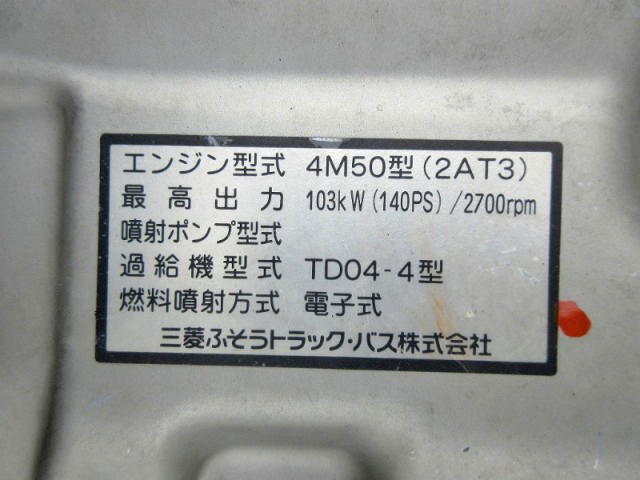 エンジン型式 4M50型(2AT3)
最高出力 103kW(140PS)/2700rpm
噴射ポンプ型式
過給機型式 TD04-4型
燃料噴射方式 電子式
三菱ふそうトラック・バス株式会社